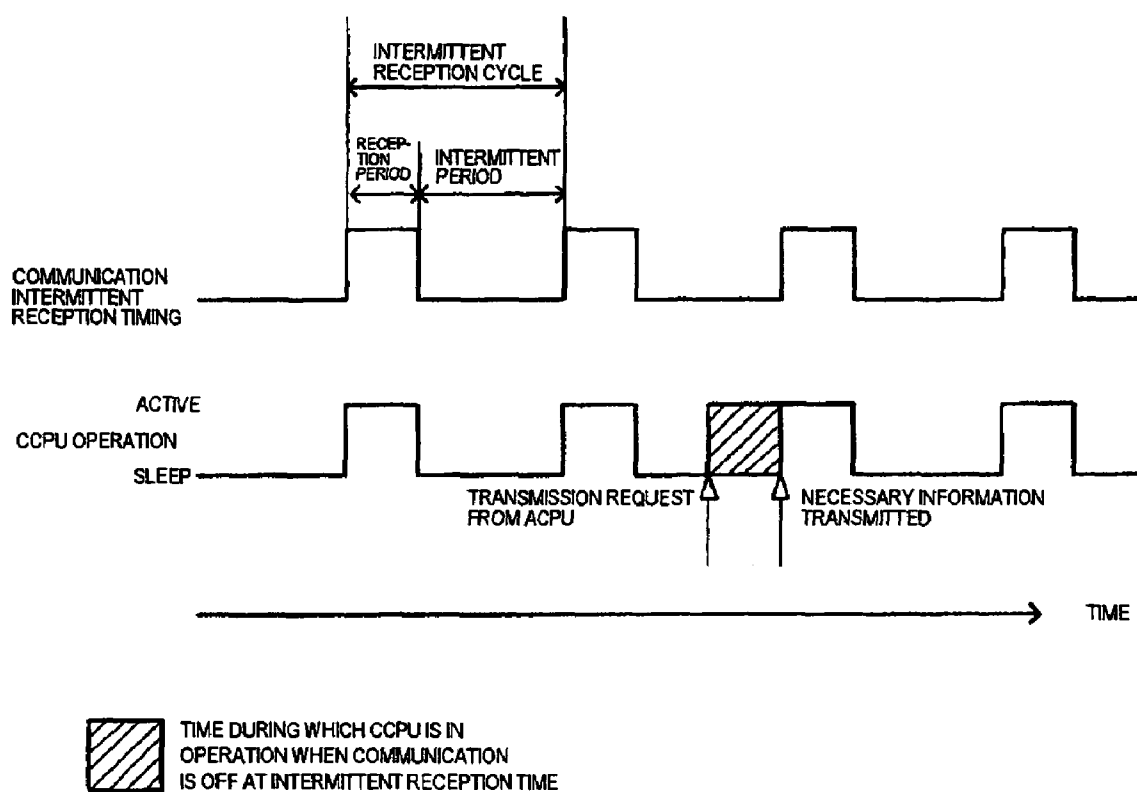 INTERMITTENT
RECEPTION CYCLE
RECEP-
TION
PERIOD
INTERMITTENT
PERIOD
COMMUNICATION
INTERMITTENT
RECEPTION TIMING
ACTIVE
CCPU OPERATION
SLEEP
TRANSMISSION REQUEST
FROM ACPU
NECESSARY INFORMATION
TRANSMITTED
TIME
TIME DURING WHICH CCPU IS IN
OPERATION WHEN COMMUNICATION
IS OFF AT INTERMITTENT RECEPTION TIME